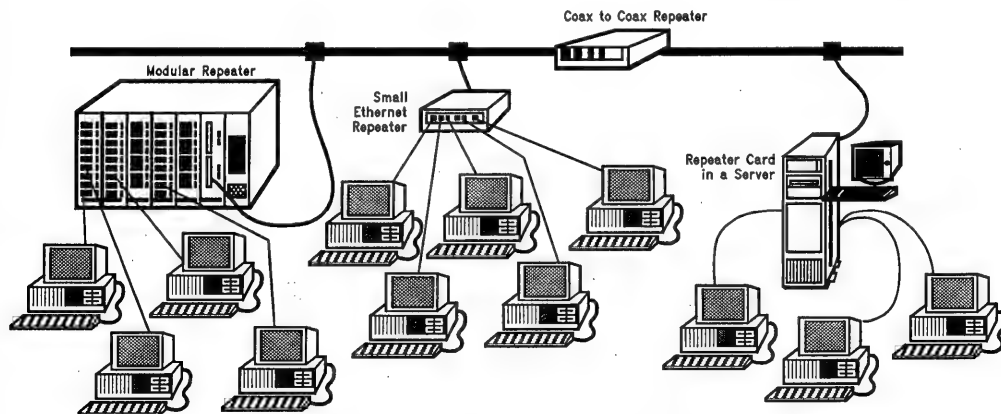 Coax to Coax Repeater
Modular Repeater
Small
Ethernet
Repeater
Repeater Card
in a Server